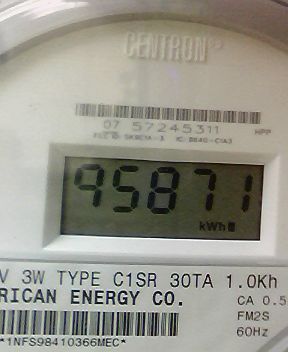 CENTRON
07 57245311 HPP
95871
kWh
V 3W TYPE C1SR 30TA 1.0Kh
RICAN ENERGY CO.
CA 0.5
FM2S
60Hz
*1NFS98410366MEC*